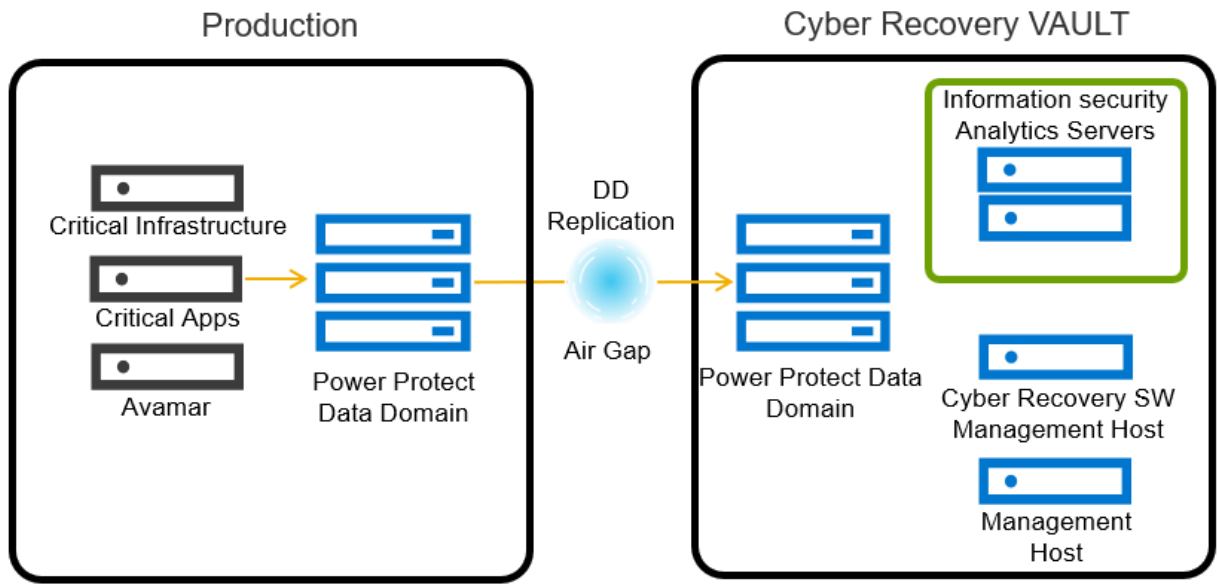 Production
Cyber Recovery VAULT
Critical Infrastructure
Critical Apps
Avamar
Power Protect
Data Domain
DD
Replication
Air Gap
Power Protect Data
Domain
Information security
Analytics Servers
Cyber Recovery SW
Management Host
Management
Host